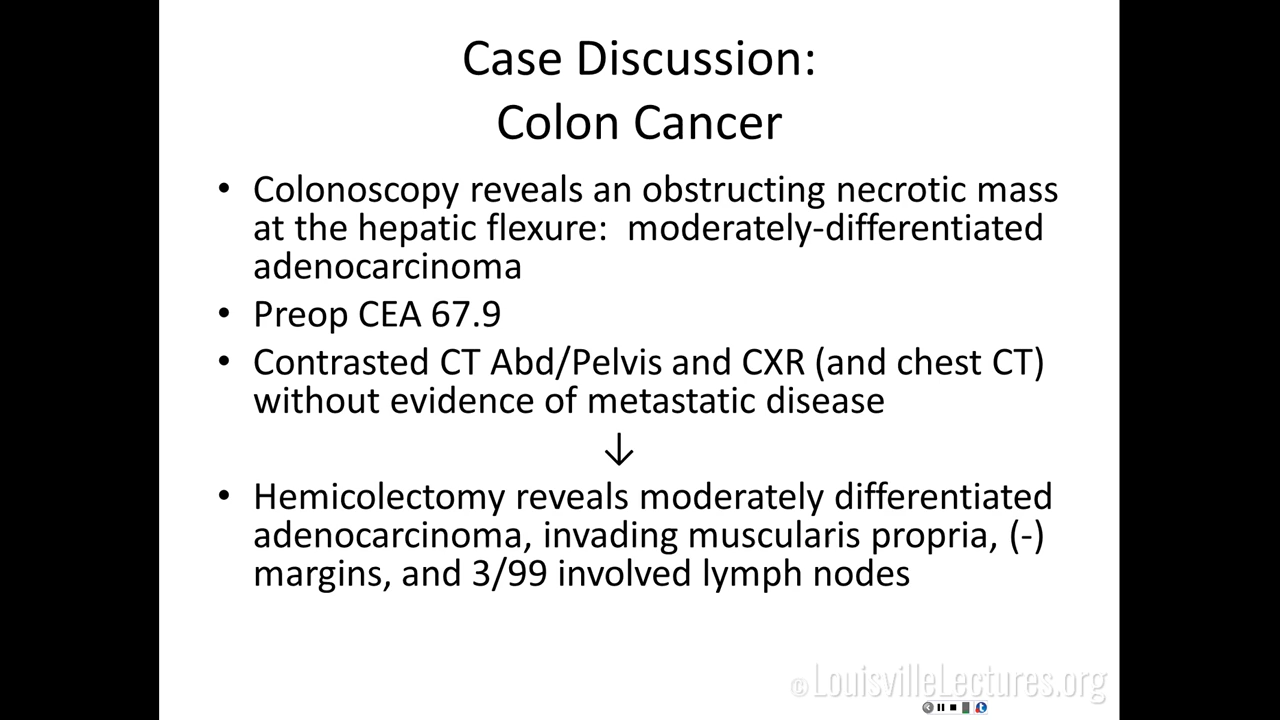 Case Discussion:
Colon Cancer
• Colonoscopy reveals an obstructing necrotic mass
at the hepatic flexure:  moderately-differentiated
adenocarcinoma
• Preop CEA 67.9
• Contrasted CT Abd/Pelvis and CXR (and chest CT)
without evidence of metastatic disease
↓
• Hemicolectomy reveals moderately differentiated
adenocarcinoma, invading muscularis propria, (-)
margins, and 3/99 involved lymph nodes
©LouisvilleLectures.org